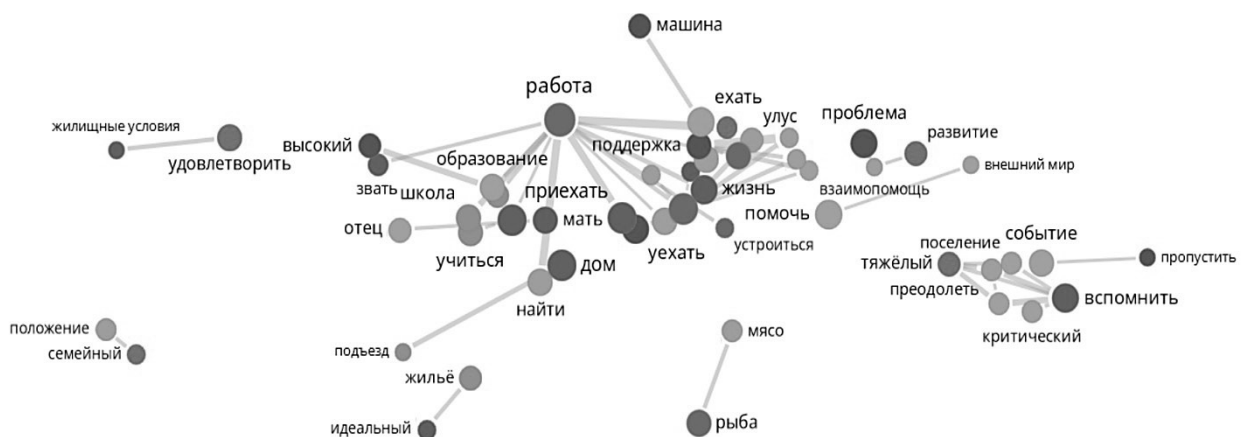 машина
работа
ехать
улус
проблема
развитие
жилищные условия
удовлетворить
высокий
поддержка
образование
звать
школа
приехать
жизнь
взаимопомощь
внешний мир
отец
мать
помочь
учиться
уехать
устроиться
дом
поселение
событие
тяжёлый
пропустить
преодолеть
вспомнить
найти
критический
положение
семейный
подъезд
мясо
жильё
идеальный
рыба